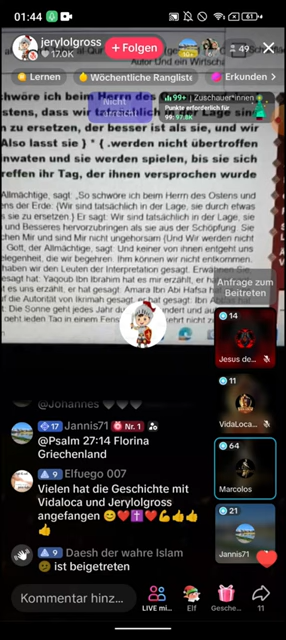 01:44
61
jerylolgross
17.0K
+ Folgen
49
Lernen
Wöchentliche Rangliste
Erkunden
Autor Und ein Wirtscha
schwöre ich beim Herrn des
99+ | Zuschauer*innen
Nicht
Punkte erforderlich für
99: 97.8K
ostens, dass wir tatsächlich in der Lage sind
n zu ersetzen, der besser ist als sie, und wir
Also lasst sie } * { .werden nicht übertroffen
nwaten und sie werden spielen, bis sie sich
reffen ihr Tag, der ihnen versprochen wurde
Allmächtige, sagt: „So schwöre ich beim Herrn des Ostens und
ens der Erde: {Wir sind tatsächlich in der Lage, sie durch etwas
s sie zu ersetzen.} Er sagt: Wir sind tatsächlich in der Lage, sie
und Besseres hervorzubringen als sie aus der Schöpfung. Sie
chen Mir und sind Mir nicht ungehorsam {Und Wir werden nicht
Gott, der Allmächtige, sagt: Und keiner von ihnen entgeht uns
elegenheit, die wir begehren. Ihm können wir nicht entkommen.
haben wir den Leuten der Interpretation gesagt.
gesagt hat: Yaqoub Ibn Ibrahim hat es mir erzählt, er
t es uns erzählt, er hat gesagt: Amara Ibn Abi Hafsa hat
f die Autorität von Ikrimah gesagt, er hat gesagt: Ibn
t: Die Sonne geht jedes Jahr
geht jeden Tag in einem
Anfrage zum
Beitreten
14
Jesus de...
11
VidaLoca...
64
Marcolos
21
Jannis71
@Johannes
17 Jannis71 Nr. 1
@Psalm 27:14 Florina
Griechenland
9 Elfuego 007
Vielen hat die Geschichte mit
Vidaloca und Jerylolgross
angefangen 😊❤️✝️❤️💪👍👍
👍
9 Daesh der wahre Islam
ist beigetreten
Kommentar hinz...
LIVE mi...
Elf
Gesche...
11